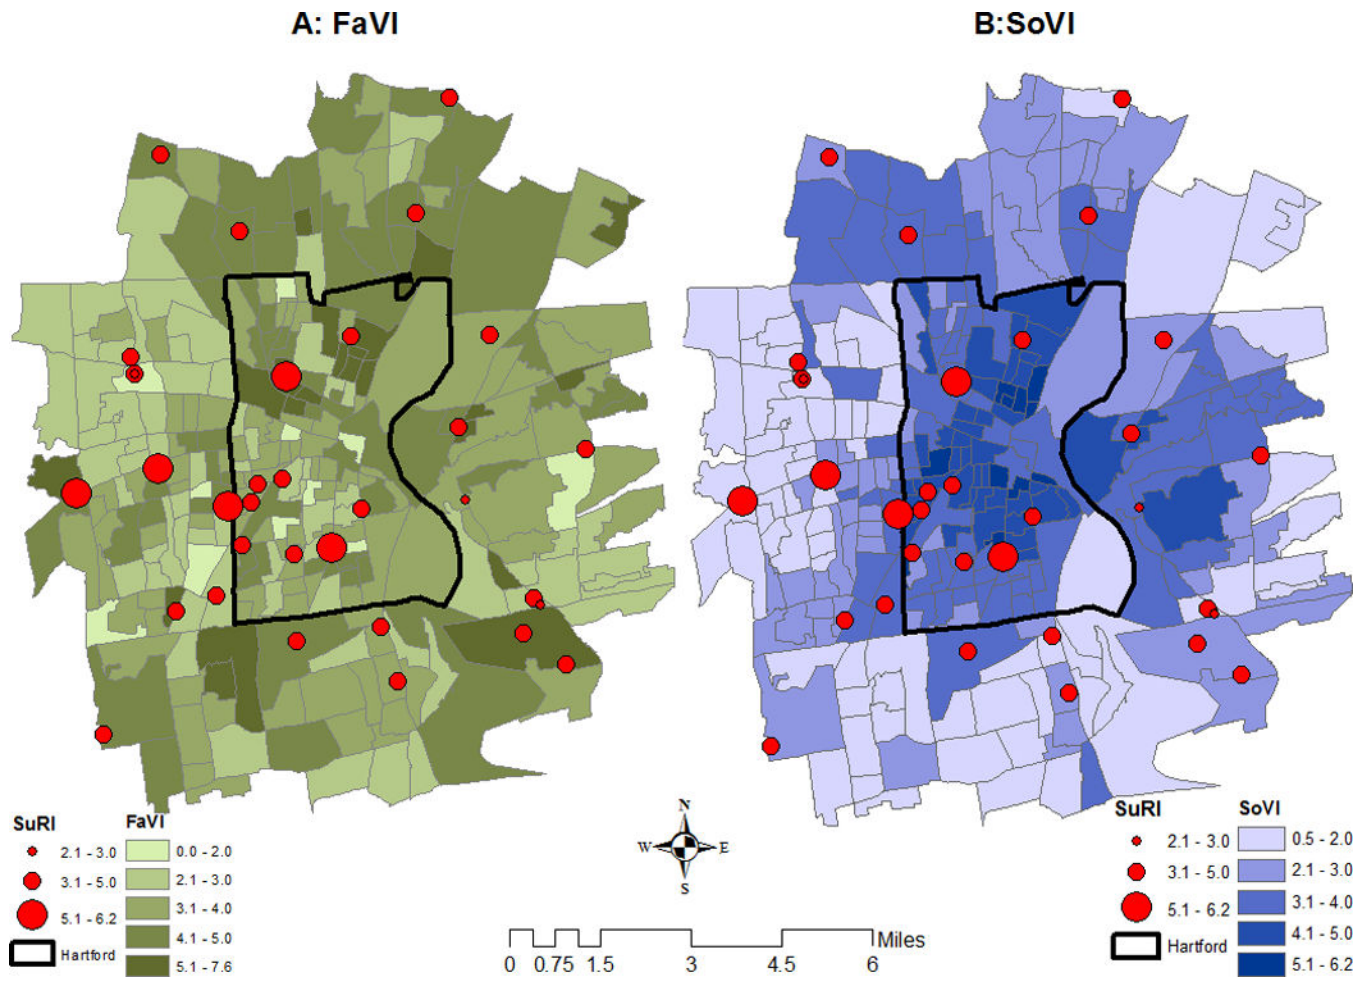 A: FaVI
B:SoVI
SuRI
2.1 - 3.0
3.1 - 5.0
5.1 - 6.2
Hartford
FaVI
0.0 - 2.0
2.1 - 3.0
3.1 - 4.0
4.1 - 5.0
5.1 - 7.6
N
W
E
S
0 0.75 1.5 3 4.5 6
Miles
SuRI
2.1 - 3.0
3.1 - 5.0
5.1 - 6.2
Hartford
SoVI
0.5 - 2.0
2.1 - 3.0
3.1 - 4.0
4.1 - 5.0
5.1 - 6.2